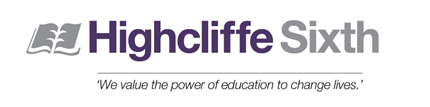 Highcliffe Sixth
‘We value the power of education to change lives.’